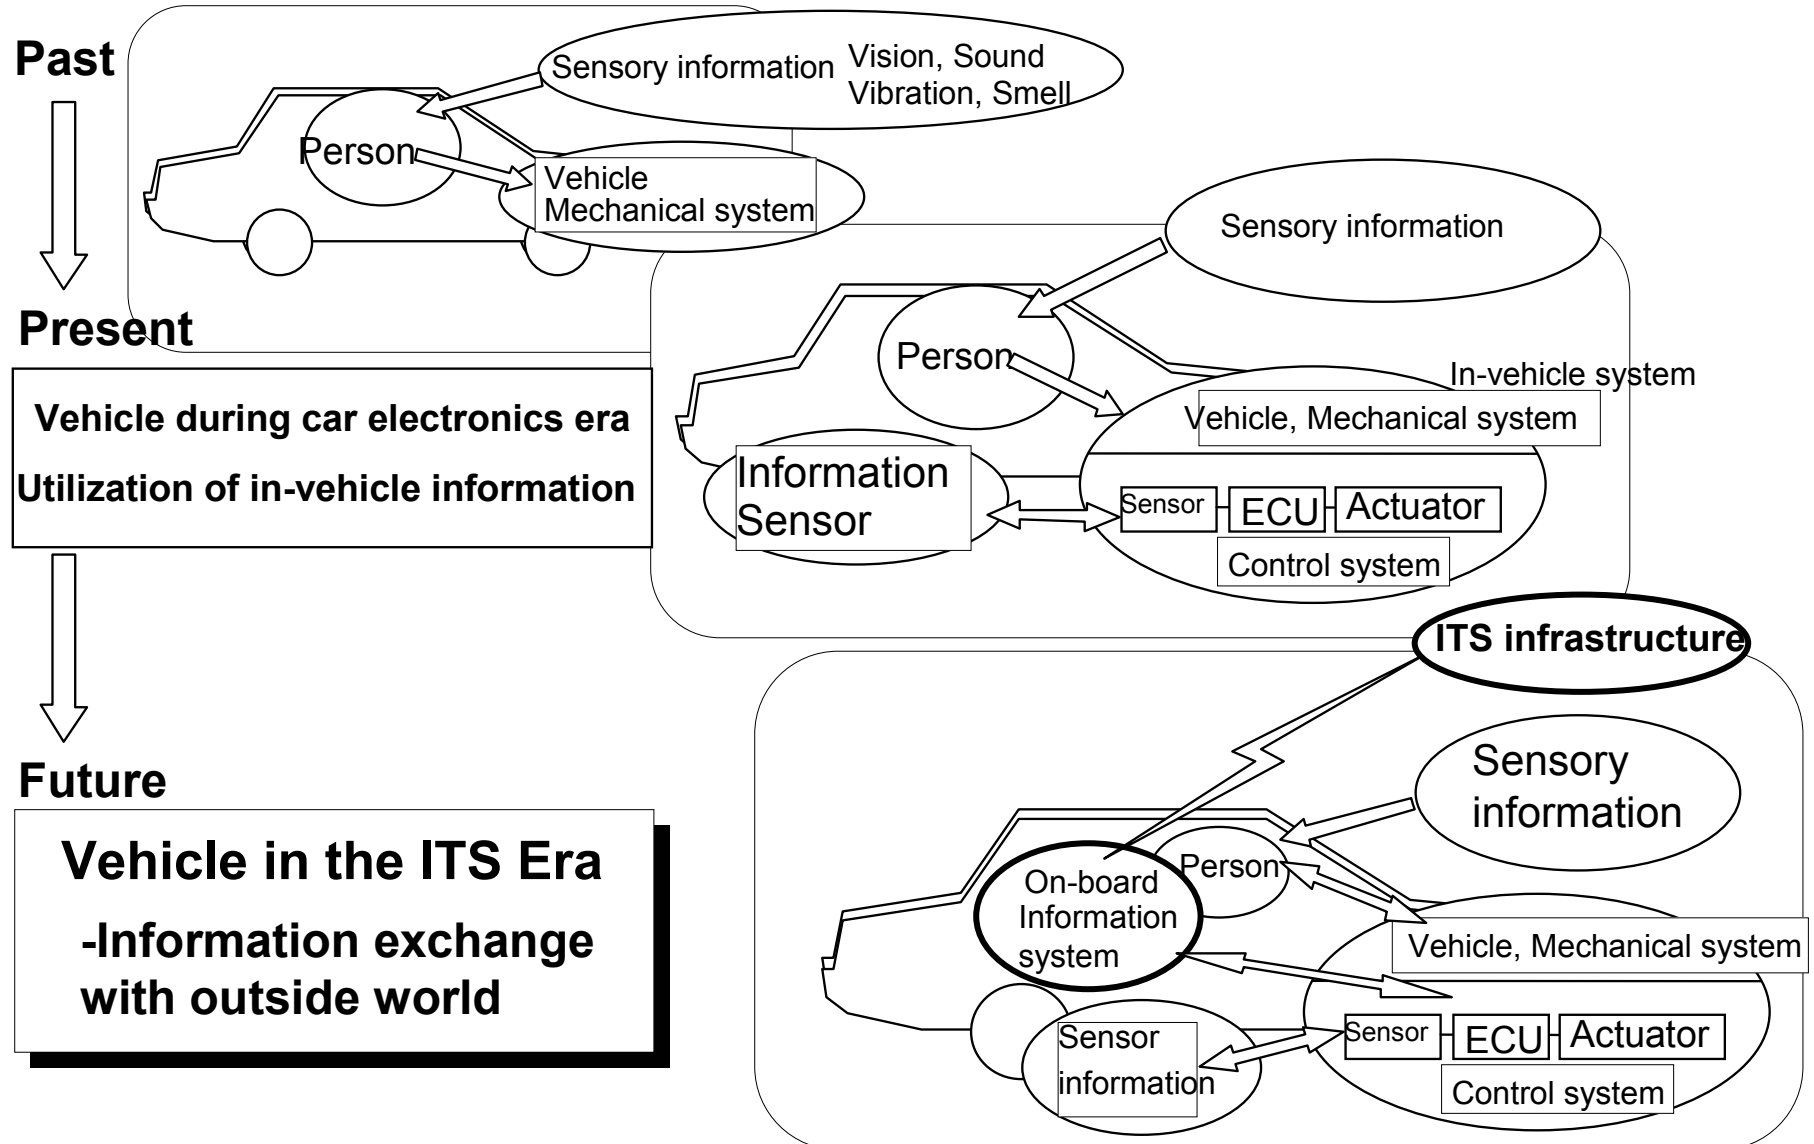 Past
Sensory information
Vision, Sound
Vibration, Smell
Person
Vehicle
Mechanical system
Present
Vehicle during car electronics era
Utilization of in-vehicle information
Sensory information
Person
In-vehicle system
Vehicle, Mechanical system
Information
Sensor
Sensor
ECU
Actuator
Control system
Future
Vehicle in the ITS Era
-Information exchange
with outside world
ITS infrastructure
Sensory
information
Person
On-board
Information
system
Vehicle, Mechanical system
Sensor
information
Sensor
ECU
Actuator
Control system